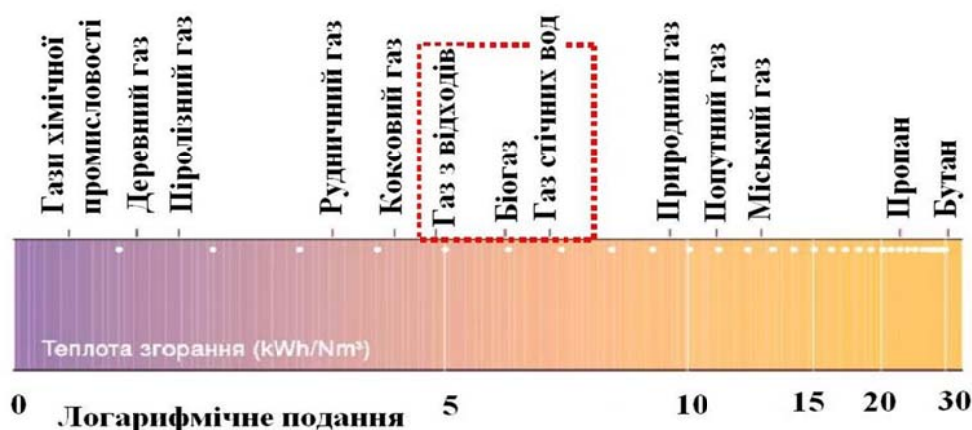 Гази хімічної
промисловості
Деревний газ
Піролізний газ
Рудничний газ
Коксовий газ
Газ з відходів
Біогаз
Газ стічних вод
Природний газ
Попутний газ
Міський газ
Пропан
Бутан
Теплота згорання (kWh/Nm³)
0 5 10 15 20 30
Логарифмічне подання